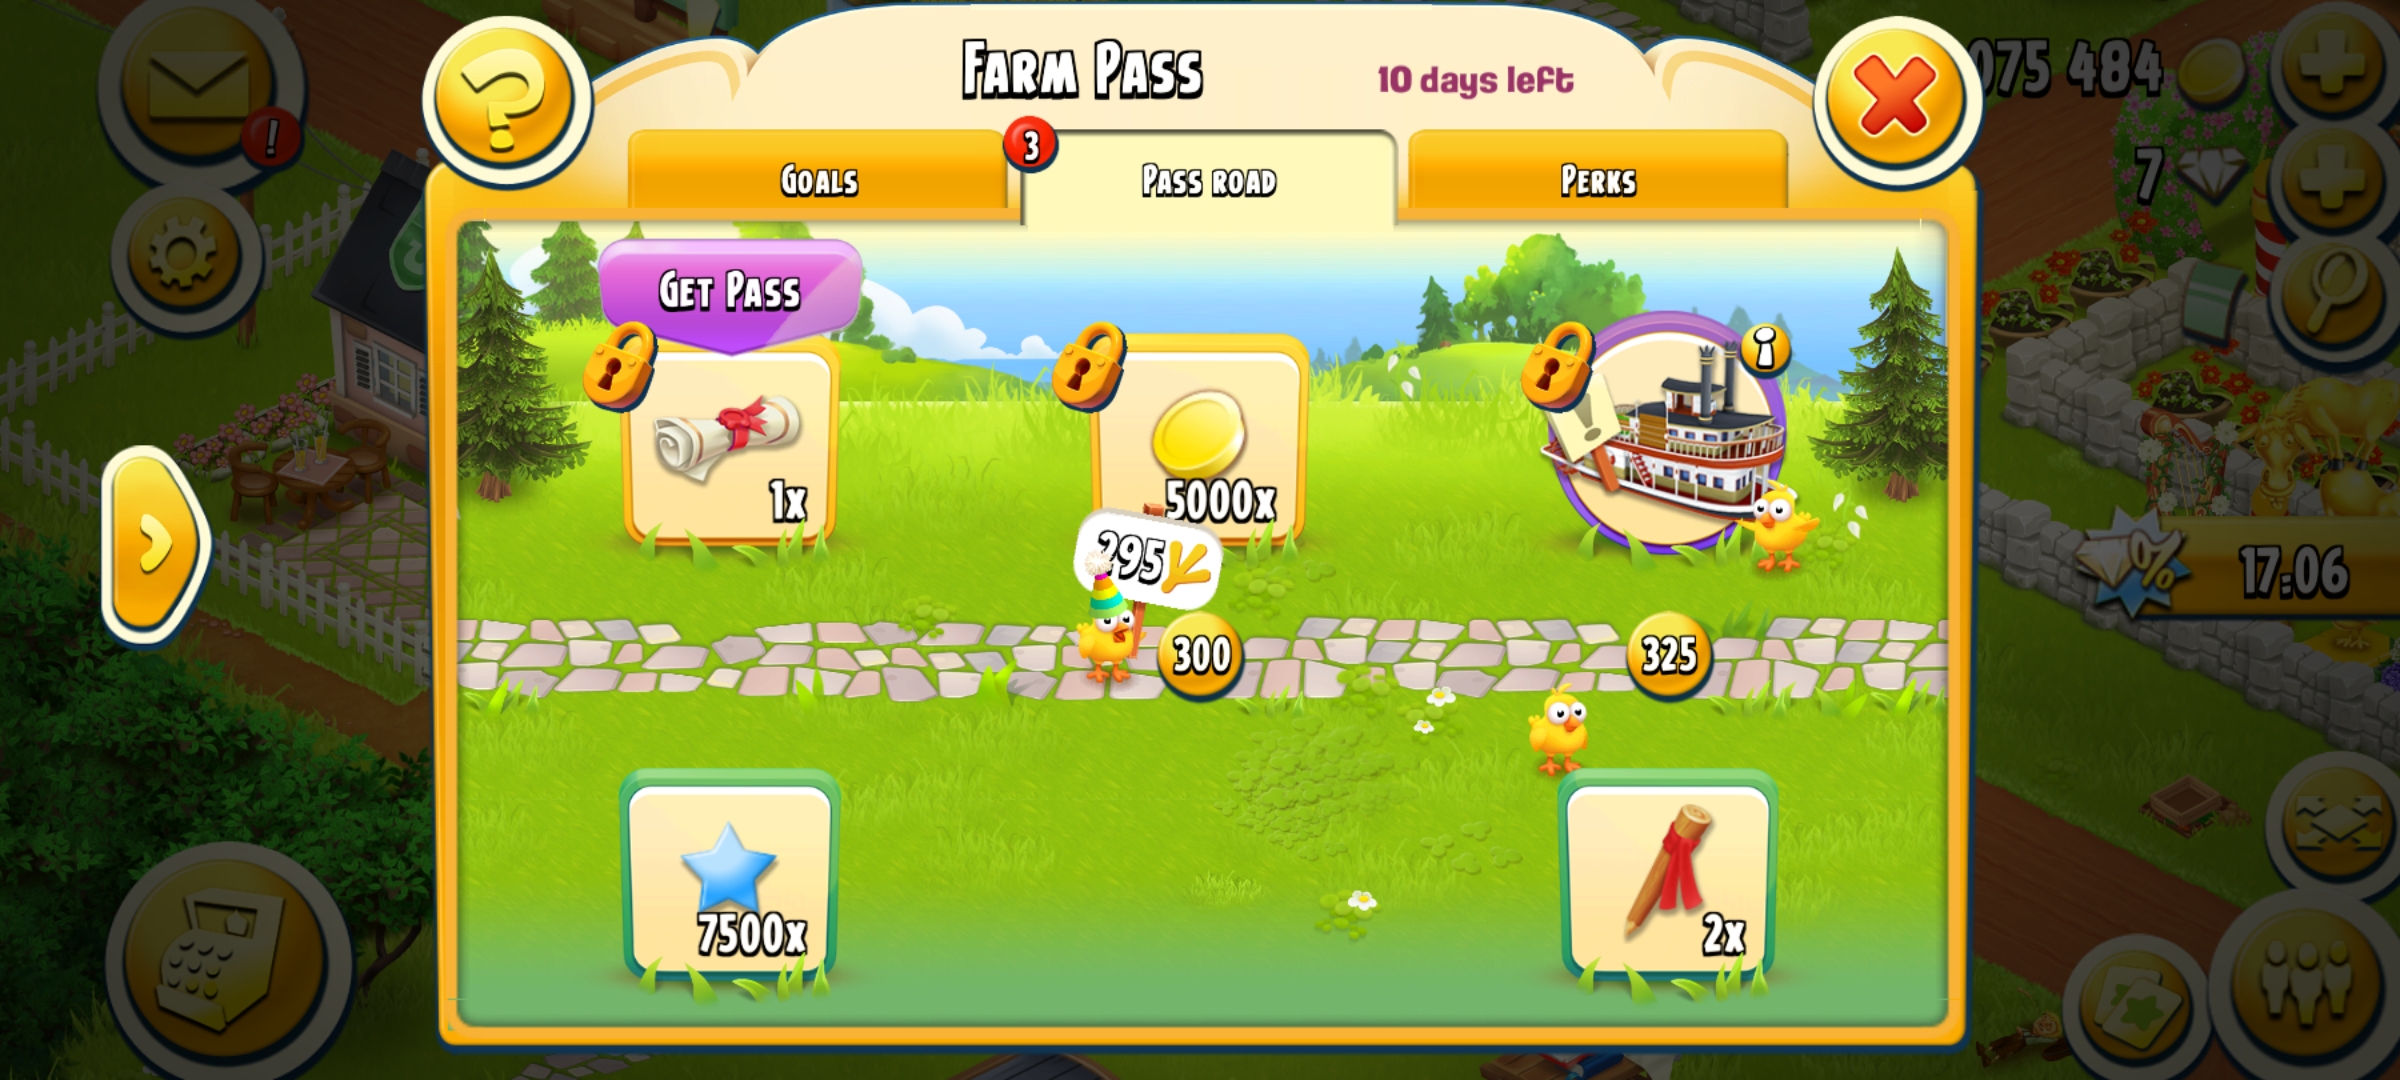 FARM PASS
10 days left
!
075 484
GOALS
3
PASS ROAD
PERKS
7
GET PASS
1x
5000x
295
17:06
300
325
7500x
2x